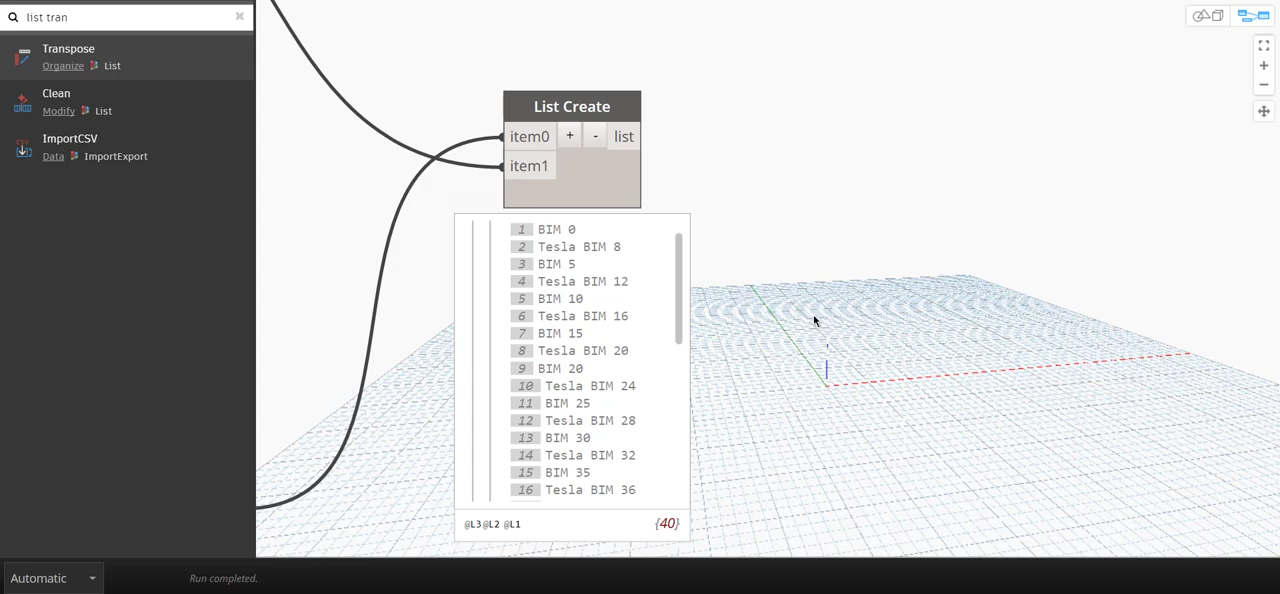 list tran
Transpose
Organize List
Clean
Modify List
ImportCSV
Data ImportExport
List Create
item0 + - list
item1
1 BIM 0
2 Tesla BIM 8
3 BIM 5
4 Tesla BIM 12
5 BIM 10
6 Tesla BIM 16
7 BIM 15
8 Tesla BIM 20
9 BIM 20
10 Tesla BIM 24
11 BIM 25
12 Tesla BIM 28
13 BIM 30
14 Tesla BIM 32
15 BIM 35
16 Tesla BIM 36
@L3 @L2 @L1 {40}
Automatic Run completed.